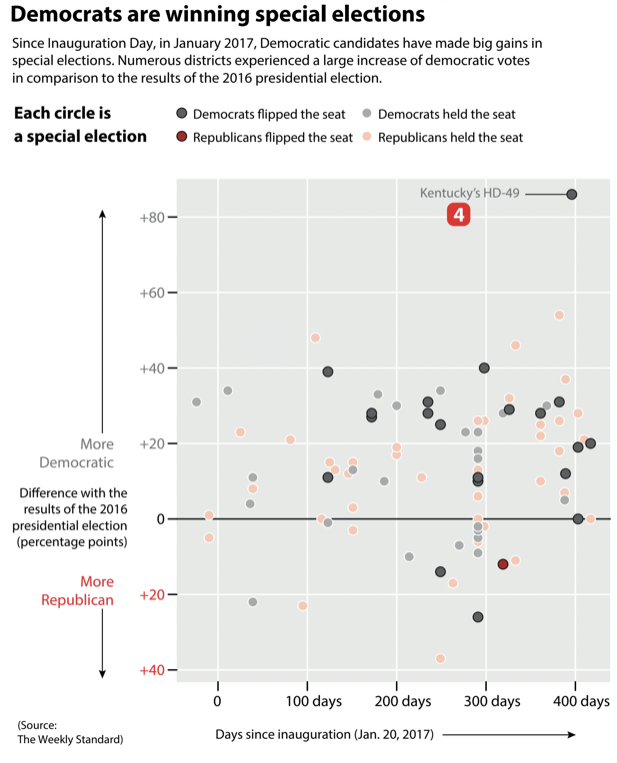 Democrats are winning special elections
Since Inauguration Day, in January 2017, Democratic candidates have made big gains in
special elections. Numerous districts experienced a large increase of democratic votes
in comparison to the results of the 2016 presidential election.
Each circle is
a special election
Democrats flipped the seat
Democrats held the seat
Republicans flipped the seat
Republicans held the seat
Kentucky's HD-49
4
+80
+60
+40
+20
0
+20
+40
More
Democratic
Difference with the
results of the 2016
presidential election
(percentage points)
More
Republican
0
100 days
200 days
300 days
400 days
Days since inauguration (Jan. 20, 2017)
(Source:
The Weekly Standard)